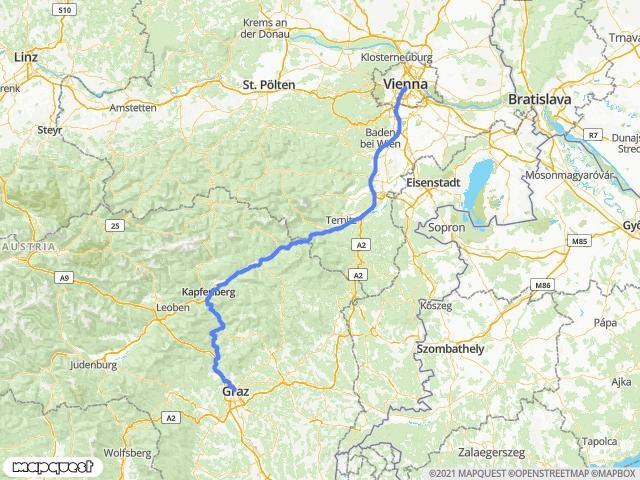 S10
Krems an
der Donau
Klosterneuburg
Trnava
Linz
Vienna
St. Pölten
Amstetten
Bratislava
Steyr
Baden
bei Wien
R7
Dunajs
Stred
Mosonmagyaróvár
Eisenstadt
Ternitz
Sopron
25
AUSTRIA
A2
M85
Győ
A9
A2
M86
Kapfenberg
Leoben
Kőszeg
Pápa
Szombathely
Judenburg
Ajka
Graz
A2
Wolfsberg
Tapolca
Zalaegerszeg
mapquest
©2021 MAPQUEST ©OPENSTREETMAP ©MAPBOX